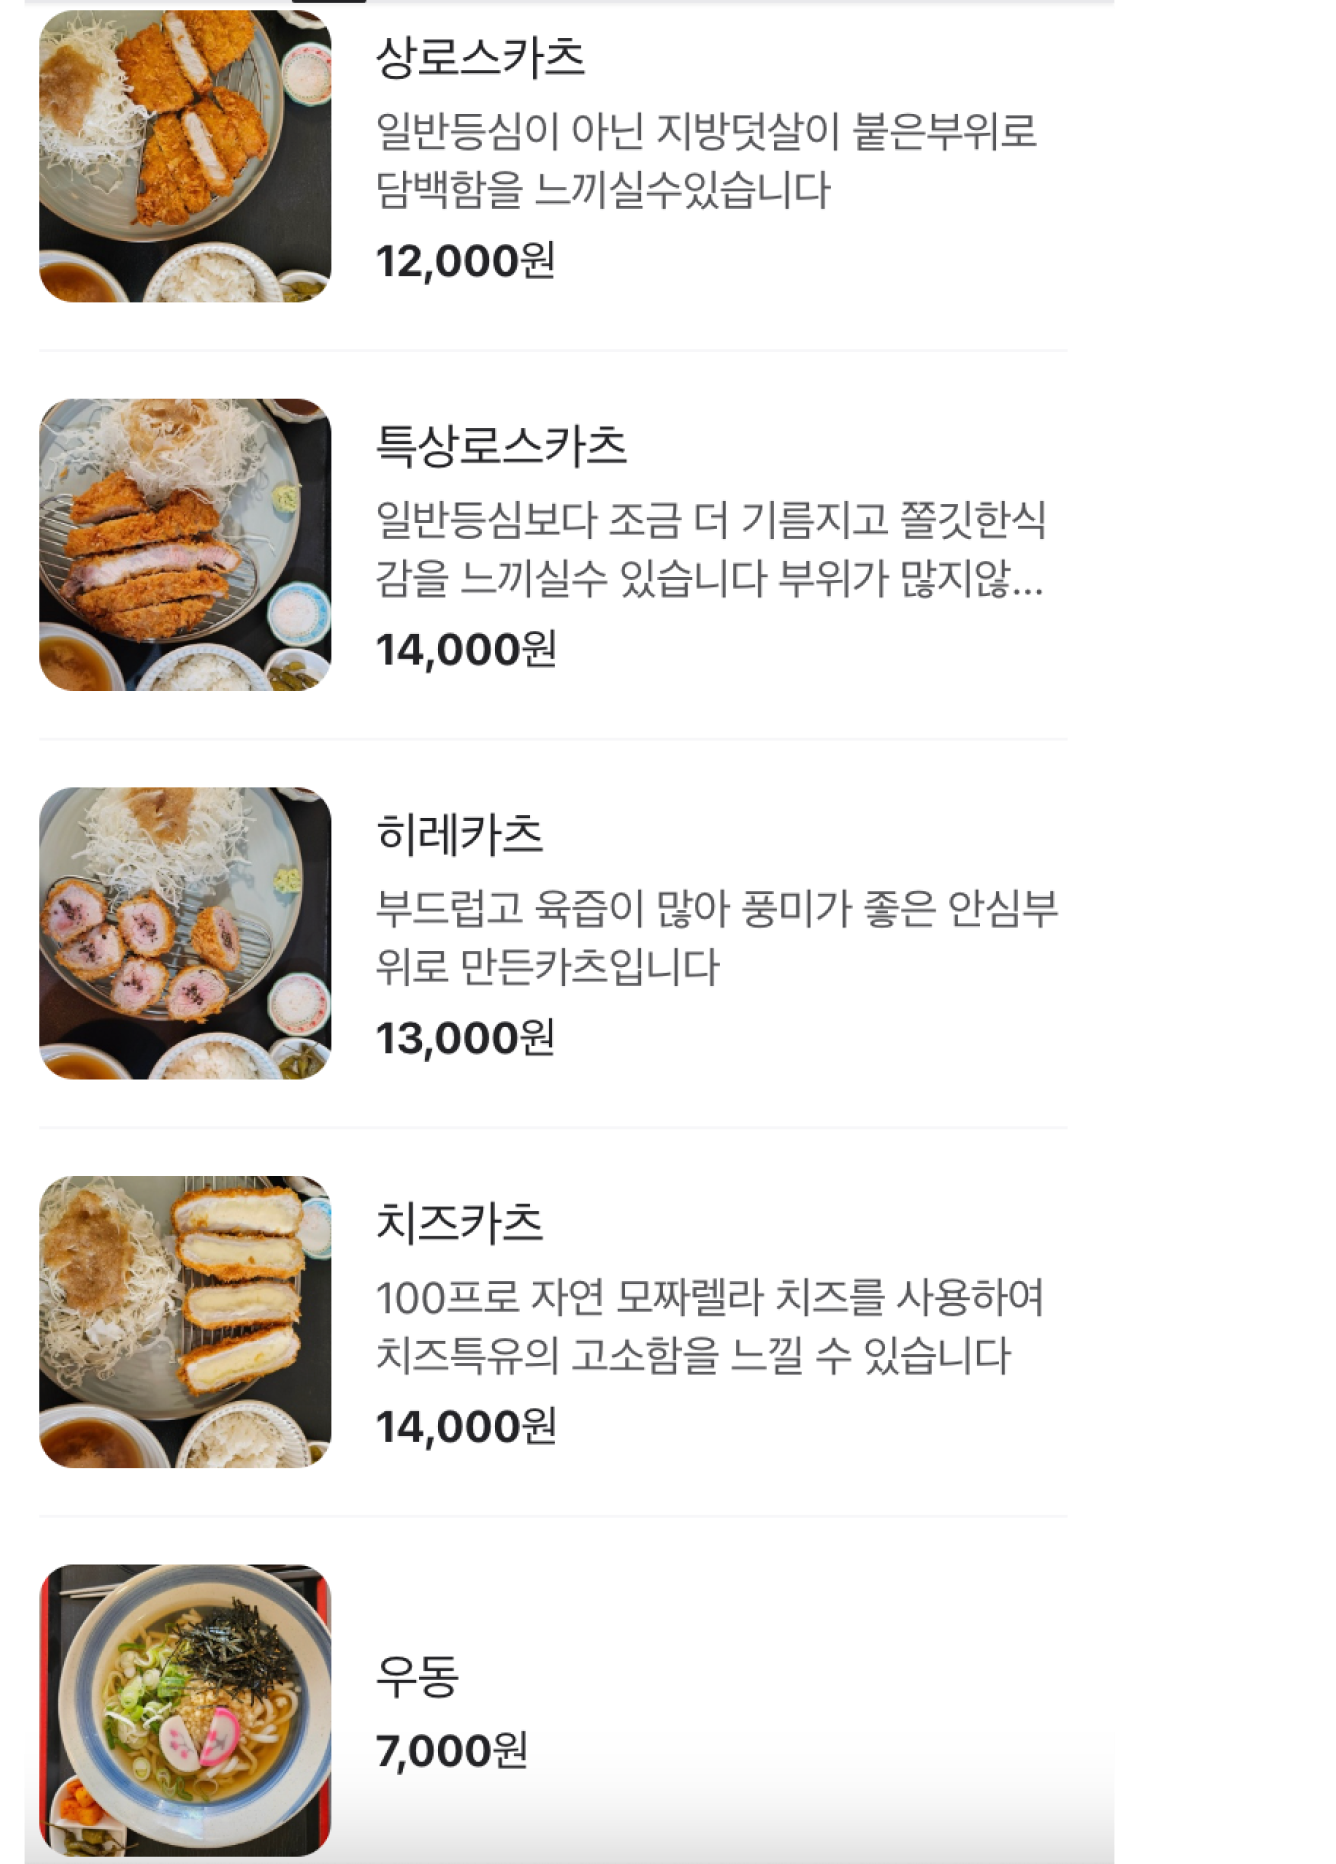 상로스카츠
일반등심이 아닌 지방덧살이 붙은부위로
담백함을 느끼실수있습니다
12,000원
특상로스카츠
일반등심보다 조금 더 기름지고 쫄깃한식
감을 느끼실수 있습니다 부위가 많지않...
14,000원
히레카츠
부드럽고 육즙이 많아 풍미가 좋은 안심부
위로 만든카츠입니다
13,000원
치즈카츠
100프로 자연 모짜렐라 치즈를 사용하여
치즈특유의 고소함을 느낄 수 있습니다
14,000원
우동
7,000원